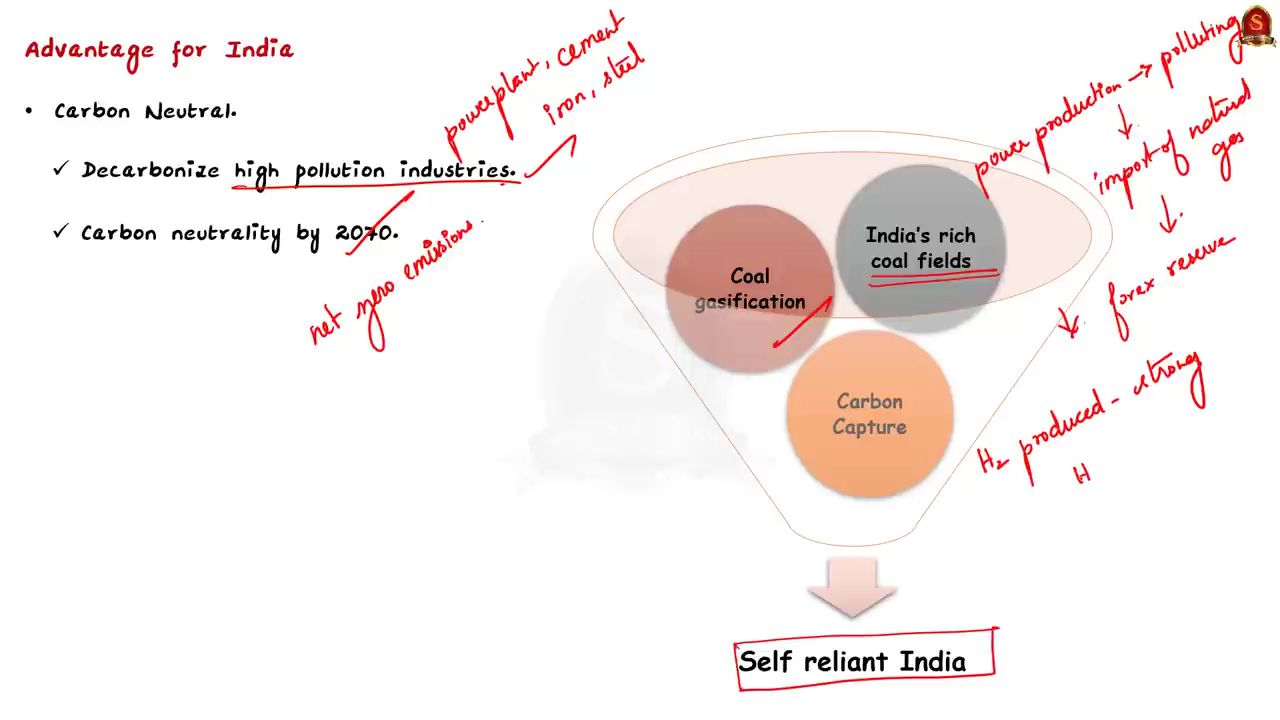 Advantage for India
• Carbon Neutral.
✓ Decarbonize high pollution industries.
✓ Carbon neutrality by 2070.
powerplant, cement
iron, steel
net zero emissions.
Coal
gasification
India's rich
coal fields
Carbon
Capture
Self reliant India
power production → polluting
↓
import of natural
gas
↓
forex reserve
↓
H₂ produced - strong
H
S